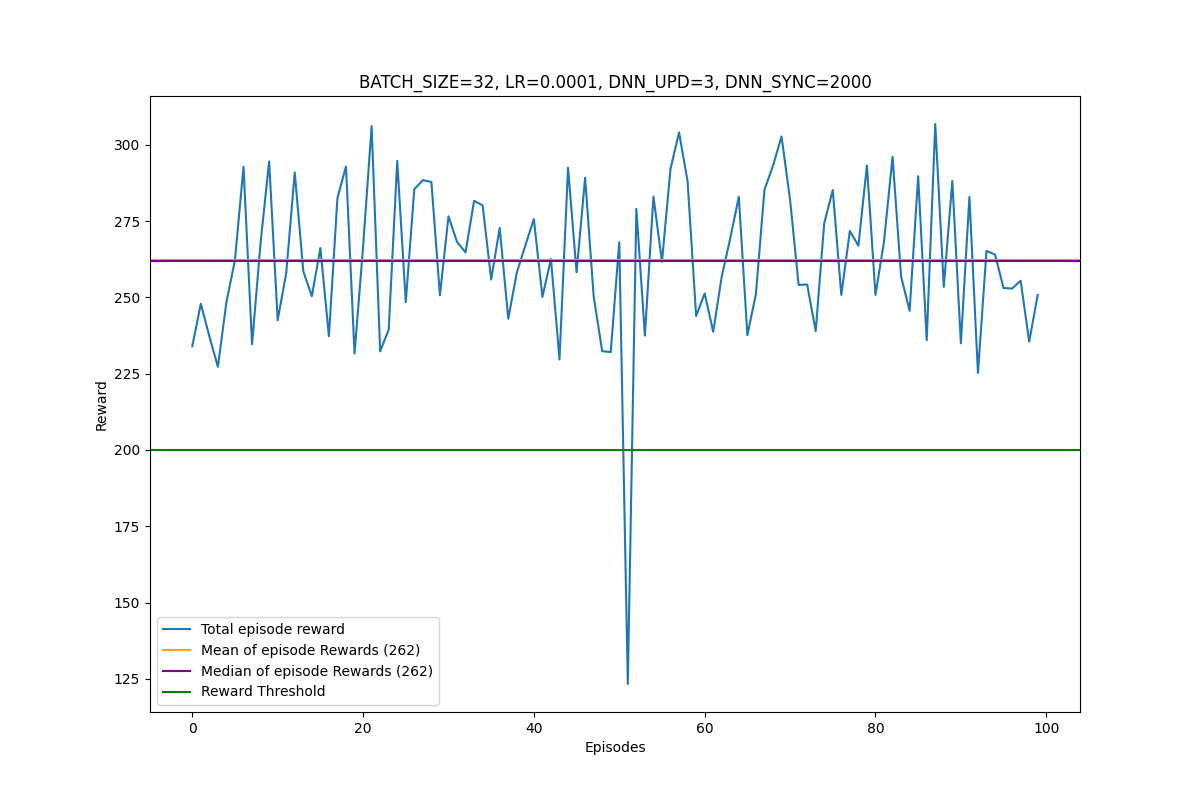 BATCH_SIZE=32, LR=0.0001, DNN_UPD=3, DNN_SYNC=2000
300
275
250
225
200
175
150
125
Reward
Total episode reward
Mean of episode Rewards (262)
Median of episode Rewards (262)
Reward Threshold
0 20 40 60 80 100
Episodes